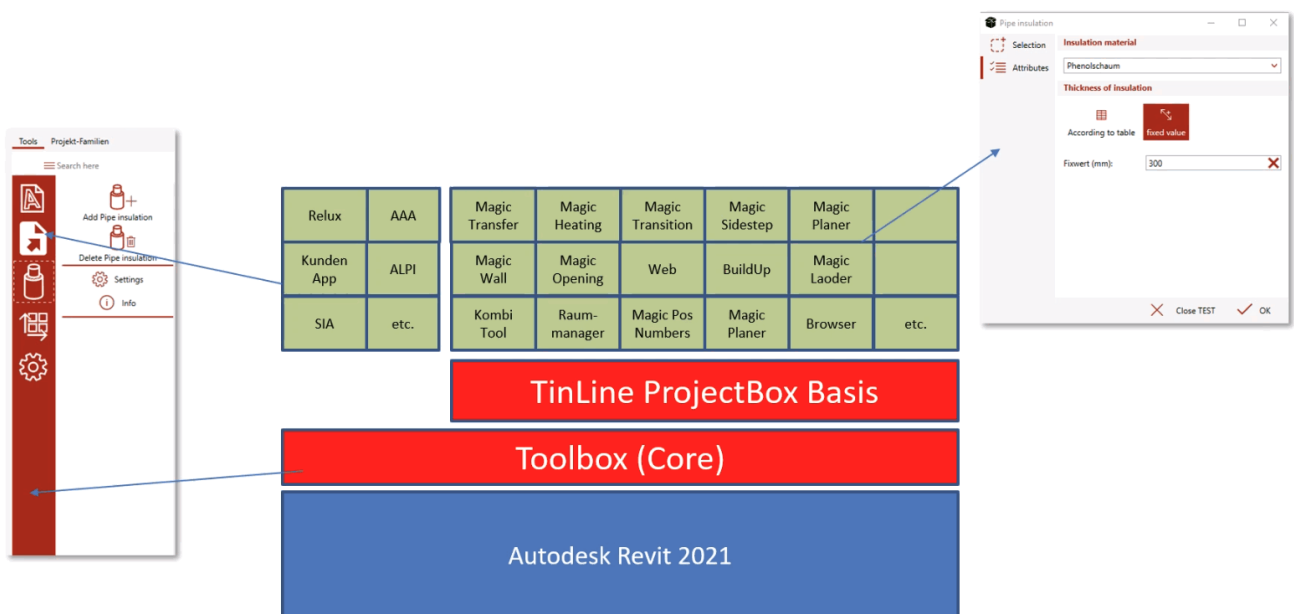 Tools Projekt-Familien
Search here
Add Pipe insulation
Delete Pipe insulation
Settings
Info
Relux
AAA
Kunden
App
ALPI
SIA
etc.
Magic
Transfer
Magic
Heating
Magic
Transition
Magic
Sidestep
Magic
Planer
Magic
Wall
Magic
Opening
Web
BuildUp
Magic
Laoder
Kombi
Tool
Raum-
manager
Magic Pos
Numbers
Magic
Planer
Browser
etc.
TinLine ProjectBox Basis
Toolbox (Core)
Autodesk Revit 2021
Pipe insulation
Selection
Attributes
Insulation material
Phenolschaum
Thickness of insulation
According to table
fixed value
Fixwert (mm): 300
Close TEST
OK